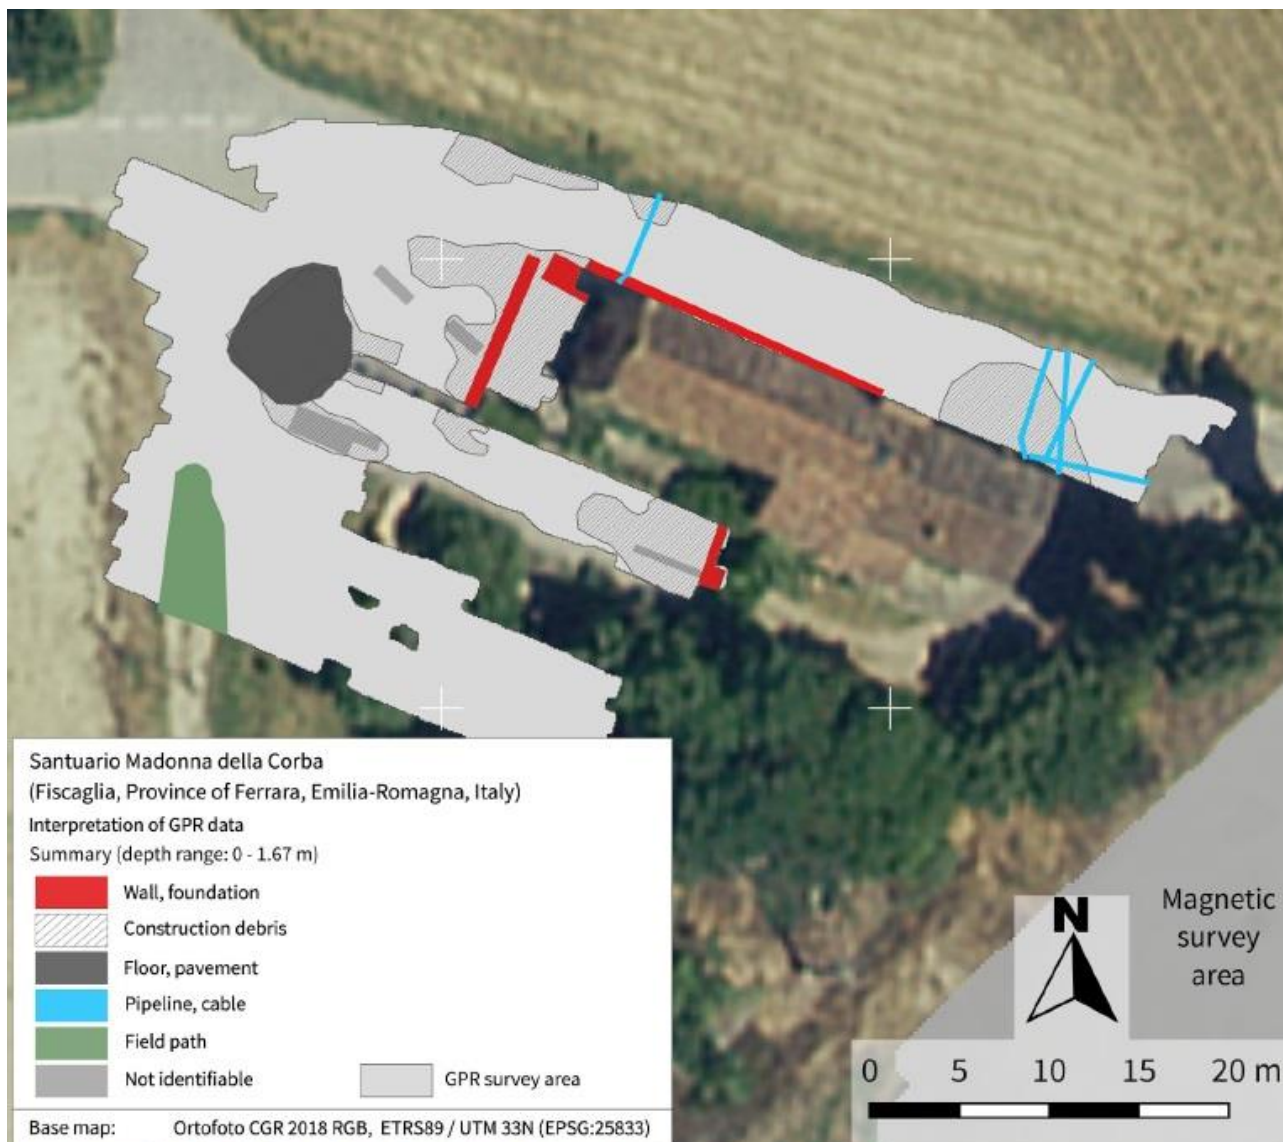 Santuario Madonna della Corba
(Fiscaglia, Province of Ferrara, Emilia-Romagna, Italy)
Interpretation of GPR data
Summary (depth range: 0 - 1.67 m)
Wall, foundation
Construction debris
Floor, pavement
Pipeline, cable
Field path
Not identifiable
GPR survey area
Base map: Ortofoto CGR 2018 RGB, ETRS89 / UTM 33N (EPSG:25833)
N
Magnetic
survey
area
0 5 10 15 20 m